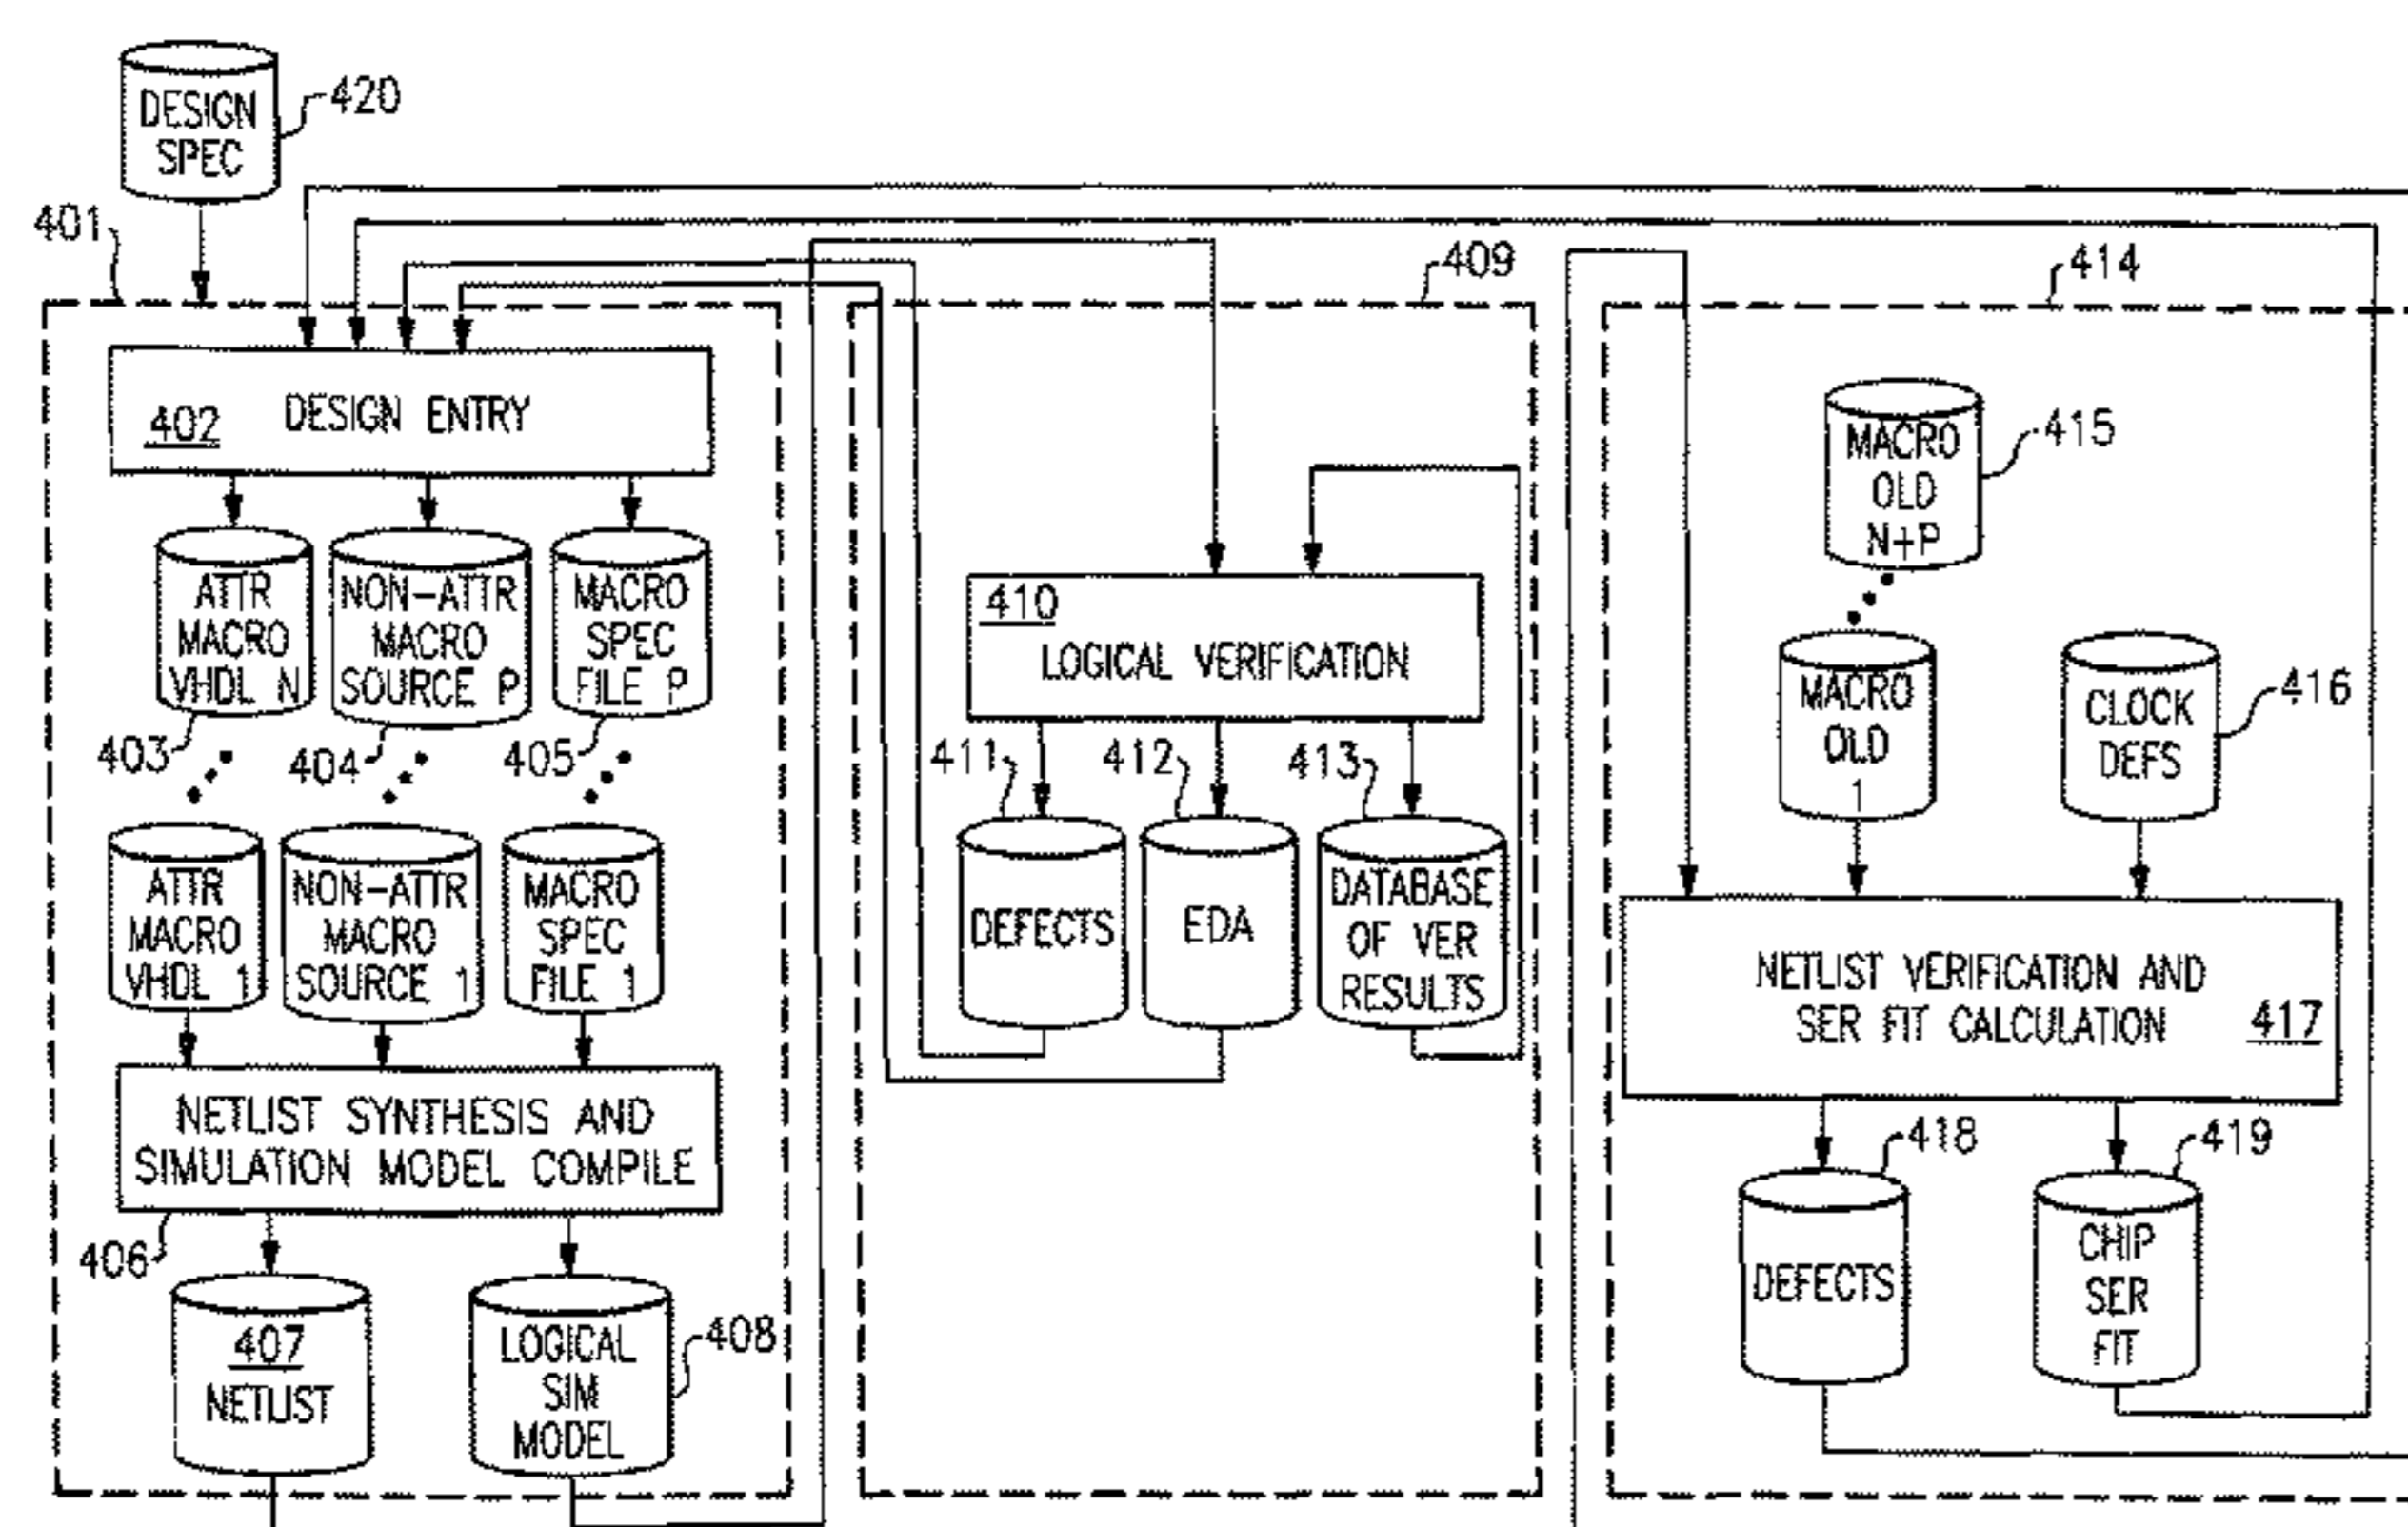 DESIGN
SPEC
420
401
409
414
402
DESIGN ENTRY
ATTR
MACRO
VHDL N
NON-ATTR
MACRO
SOURCE P
MACRO
SPEC
FILE P
403
404
405
ATTR
MACRO
VHDL 1
NON-ATTR
MACRO
SOURCE 1
MACRO
SPEC
FILE 1
NETLIST SYNTHESIS AND
SIMULATION MODEL COMPILE
406
407
NETLIST
LOGICAL
SIM
MODEL
408
410
LOGICAL VERIFICATION
411
412
413
DEFECTS
EDA
DATABASE
OF VER
RESULTS
MACRO
OLD
N+P
415
MACRO
OLD
1
CLOCK
DEFS
416
NETLIST VERIFICATION AND
SER FIT CALCULATION
417
418
419
DEFECTS
CHIP
SER
FIT